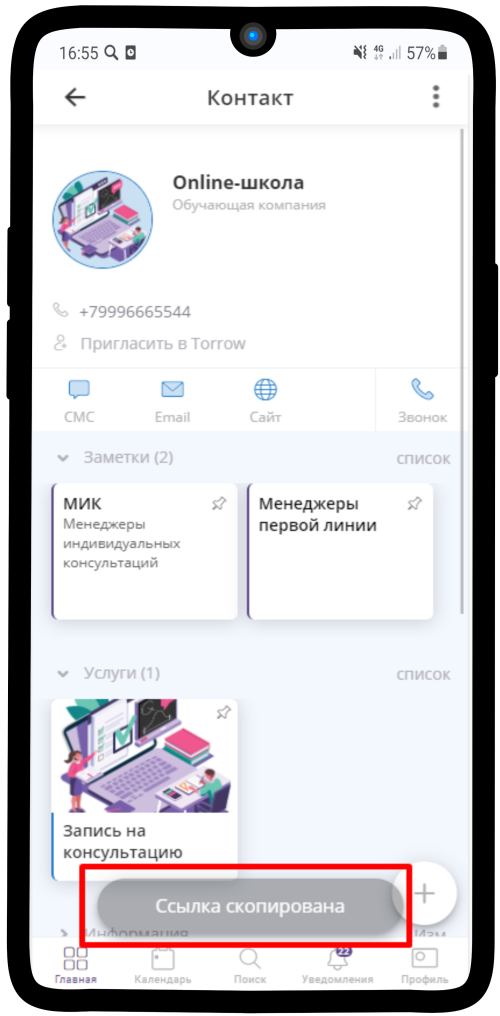 16:55 4G 57%
Контакт
Online-школа
Обучающая компания
+79996665544
Пригласить в Torrow
СМС Email Сайт Звонок
Заметки (2) список
МИК
Менеджеры
индивидуальных
консультаций
Менеджеры
первой линии
Услуги (1) список
Запись на
консультацию
Ссылка скопирована
Информация Изм
22
Главная Календарь Поиск Уведомления Профиль